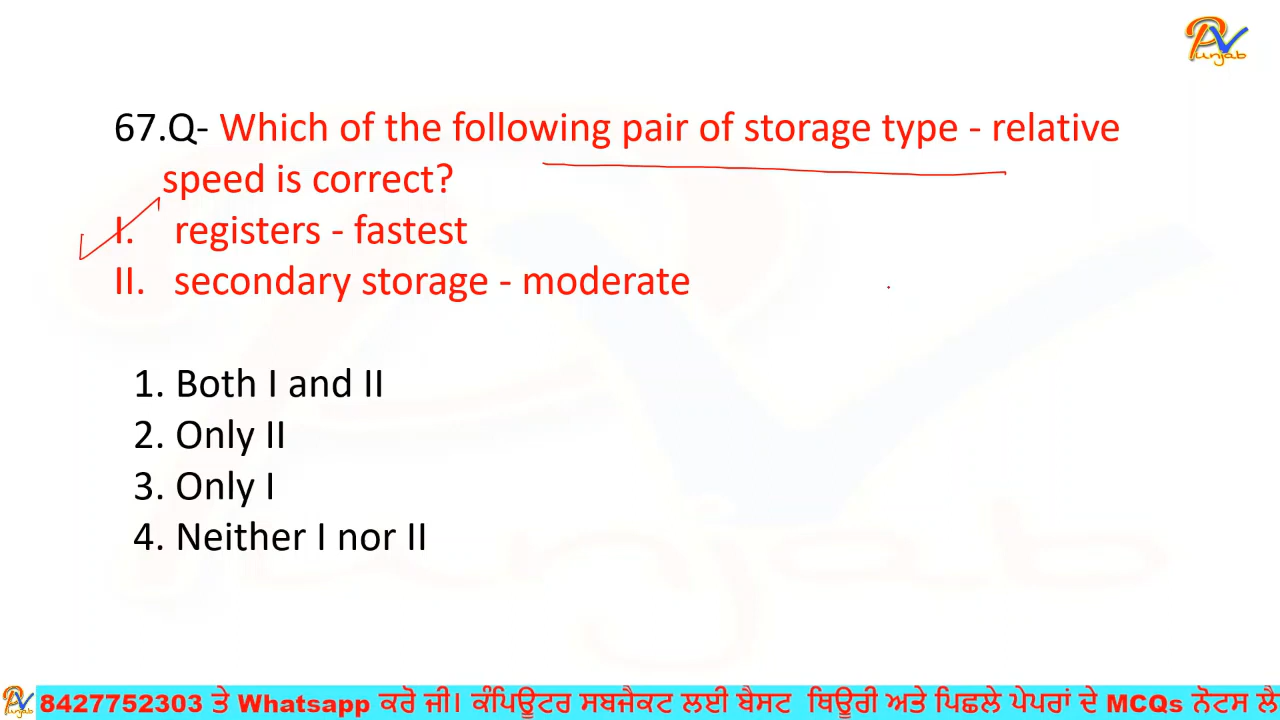 PV
unjab
67.Q- Which of the following pair of storage type - relative
speed is correct?
I. registers - fastest
II. secondary storage - moderate
1. Both I and II
2. Only II
3. Only I
4. Neither I nor II
8427752303 ਤੇ Whatsapp ਕਰੋ ਜੀ। ਕੰਪਿਊਟਰ ਸਬਜੈਕਟ ਲਈ ਬੈਸਟ ਥਿਊਰੀ ਅਤੇ ਪਿਛਲੇ ਪੇਪਰਾਂ ਦੇ MCQs ਨੋਟਸ ਲੈ